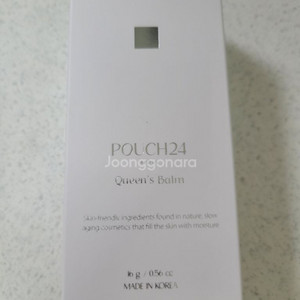 POUCH24
Joonggonara
Queen's Balm
Skin-friendly ingredients found in nature, from
aging cosmetics that fill the skin with moisture
16 g / 0.56 oz
MADE IN KOREA